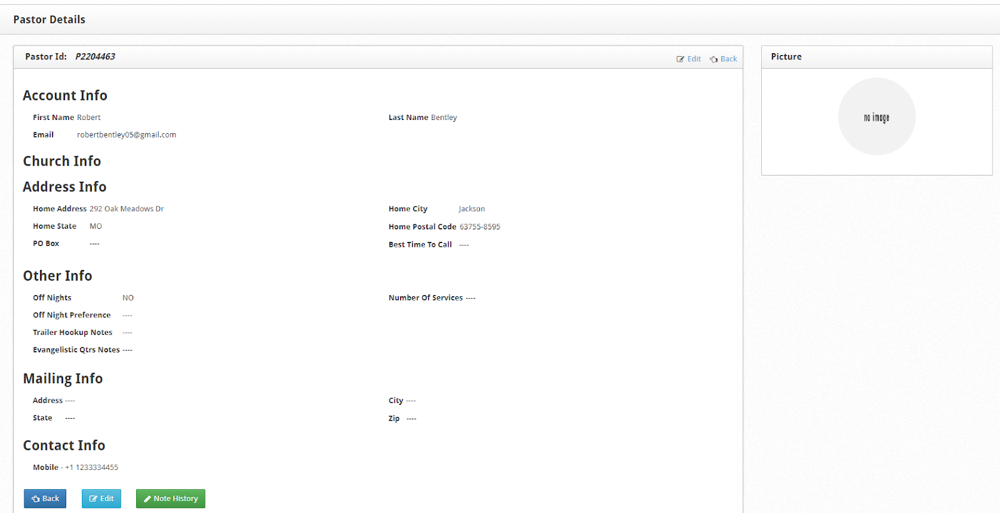 Pastor Details
Pastor Id: P2204463
Edit Back
Picture
no image
Account Info
First Name Robert
Last Name Bentley
Email robertbentley05@gmail.com
Church Info
Address Info
Home Address 292 Oak Meadows Dr
Home City Jackson
Home State MO
Home Postal Code 63755-8595
PO Box ----
Best Time To Call ----
Other Info
Off Nights NO
Number Of Services ----
Off Night Preference ----
Trailer Hookup Notes ----
Evangelistic Qtrs Notes ----
Mailing Info
Address ----
City ----
State ----
Zip ----
Contact Info
Mobile - +1 1233334455
Back Edit Note History